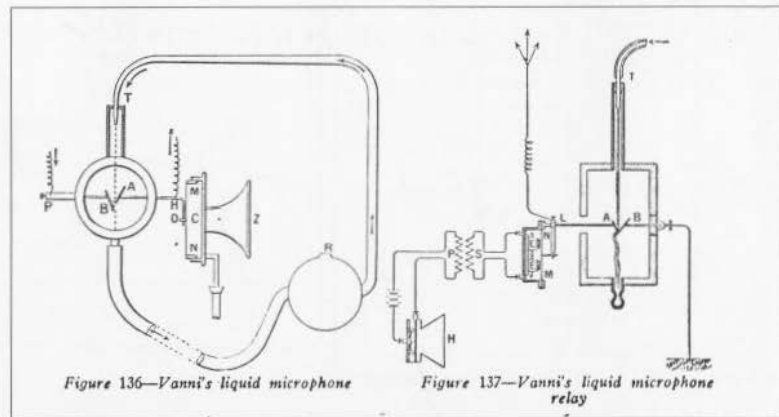 T
A
B
P
H
O
M
C
N
Z
R
Figure 136—Vanni's liquid microphone
T
L
A
B
N
M
P
S
H
Figure 137—Vanni's liquid microphone
relay